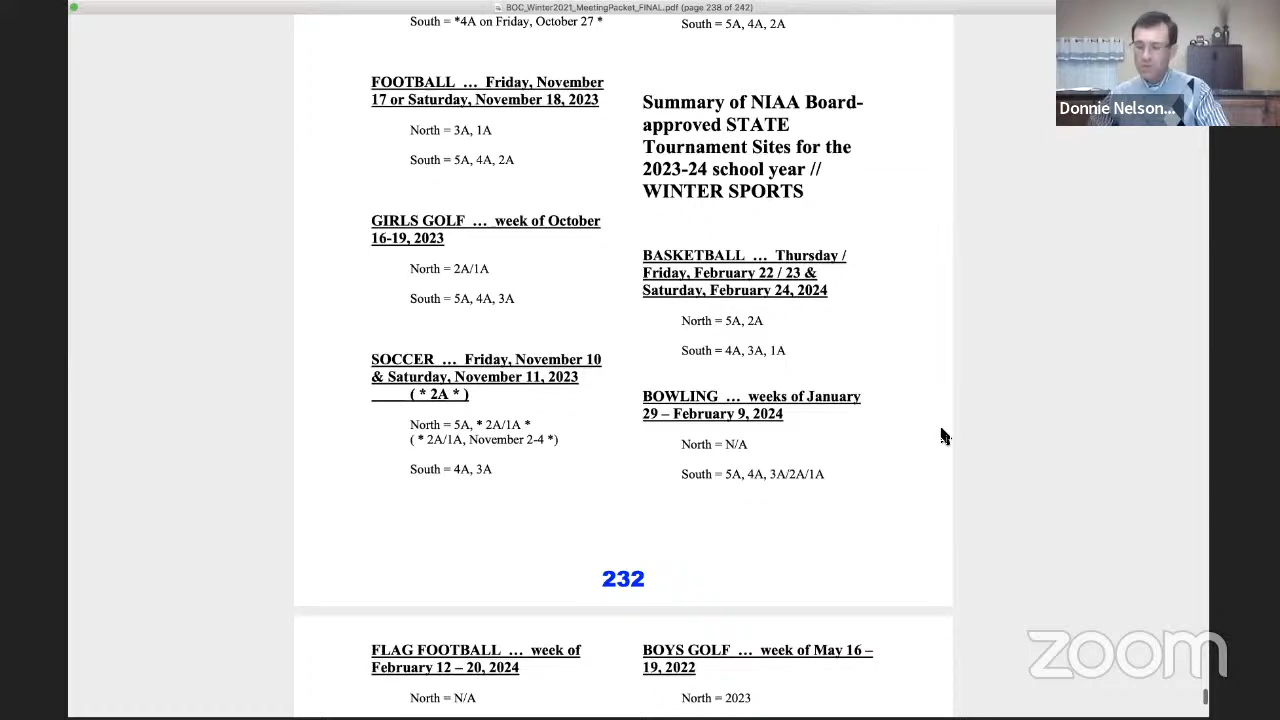 BOC_Winter2021_MeetingPacket_FINAL.pdf (page 238 of 242)
South = *4A on Friday, October 27 *
FOOTBALL … Friday, November
17 or Saturday, November 18, 2023
North = 3A, 1A
South = 5A, 4A, 2A
GIRLS GOLF … week of October
16-19, 2023
North = 2A/1A
South = 5A, 4A, 3A
SOCCER … Friday, November 10
& Saturday, November 11, 2023
( * 2A * )
North = 5A, * 2A/1A *
( * 2A/1A, November 2-4 *)
South = 4A, 3A
South = 5A, 4A, 2A
Summary of NIAA Board-
approved STATE
Tournament Sites for the
2023-24 school year //
WINTER SPORTS
BASKETBALL … Thursday /
Friday, February 22 / 23 &
Saturday, February 24, 2024
North = 5A, 2A
South = 4A, 3A, 1A
BOWLING … weeks of January
29 – February 9, 2024
North = N/A
South = 5A, 4A, 3A/2A/1A
232
FLAG FOOTBALL … week of
February 12 – 20, 2024
North = N/A
BOYS GOLF … week of May 16 –
19, 2022
North = 2023
Donnie Nelson...
zoom